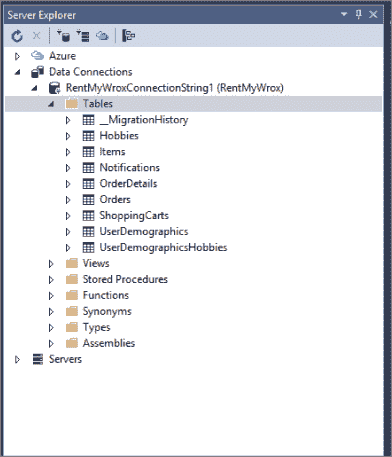 Server Explorer
Azure
Data Connections
RentMyWroxConnectionString1 (RentMyWrox)
Tables
__MigrationHistory
Hobbies
Items
Notifications
OrderDetails
Orders
ShoppingCarts
UserDemographics
UserDemographicsHobbies
Views
Stored Procedures
Functions
Synonyms
Types
Assemblies
Servers